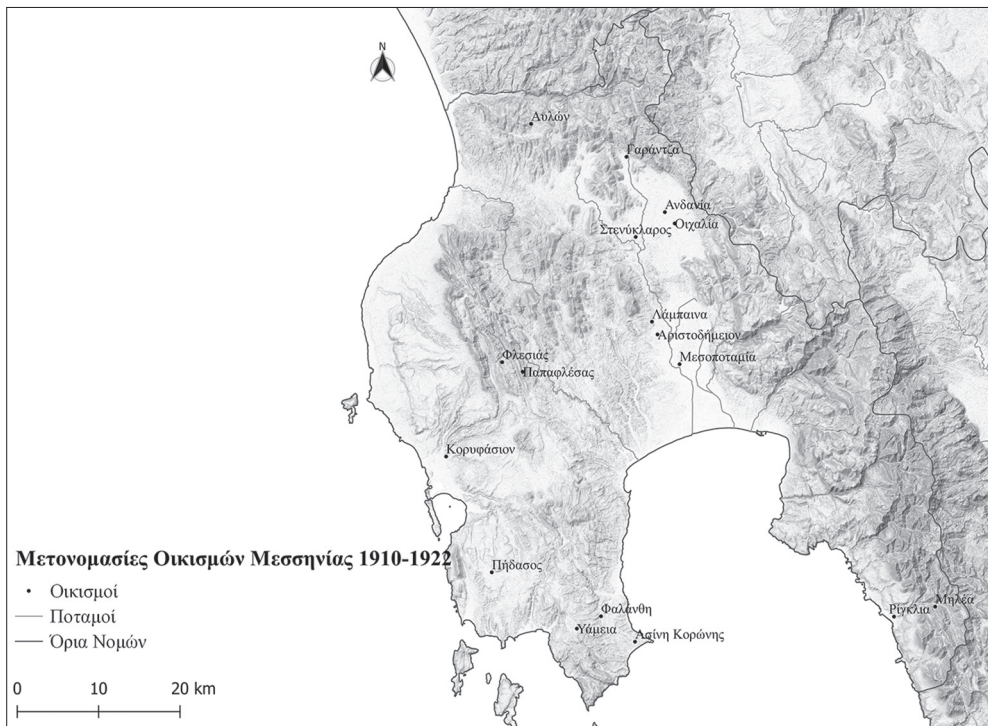 N
Αυλών
Γαράντζα
Ανδανία
Οιχαλία
Στενύκλαρος
Λάμπαινα
Αριστοδήμειον
Μεσοποταμία
Φλεσιάς
Παπαφλέσας
Κορυφάσιον
Πήδασος
Φαλάνθη
Υάμεια
Ασίνη Κορώνης
Ρίγκλια
Μηλέα
Μετονομασίες Οικισμών Μεσσηνίας 1910-1922
Οικισμοί
Ποταμοί
Όρια Νομών
0 10 20 km